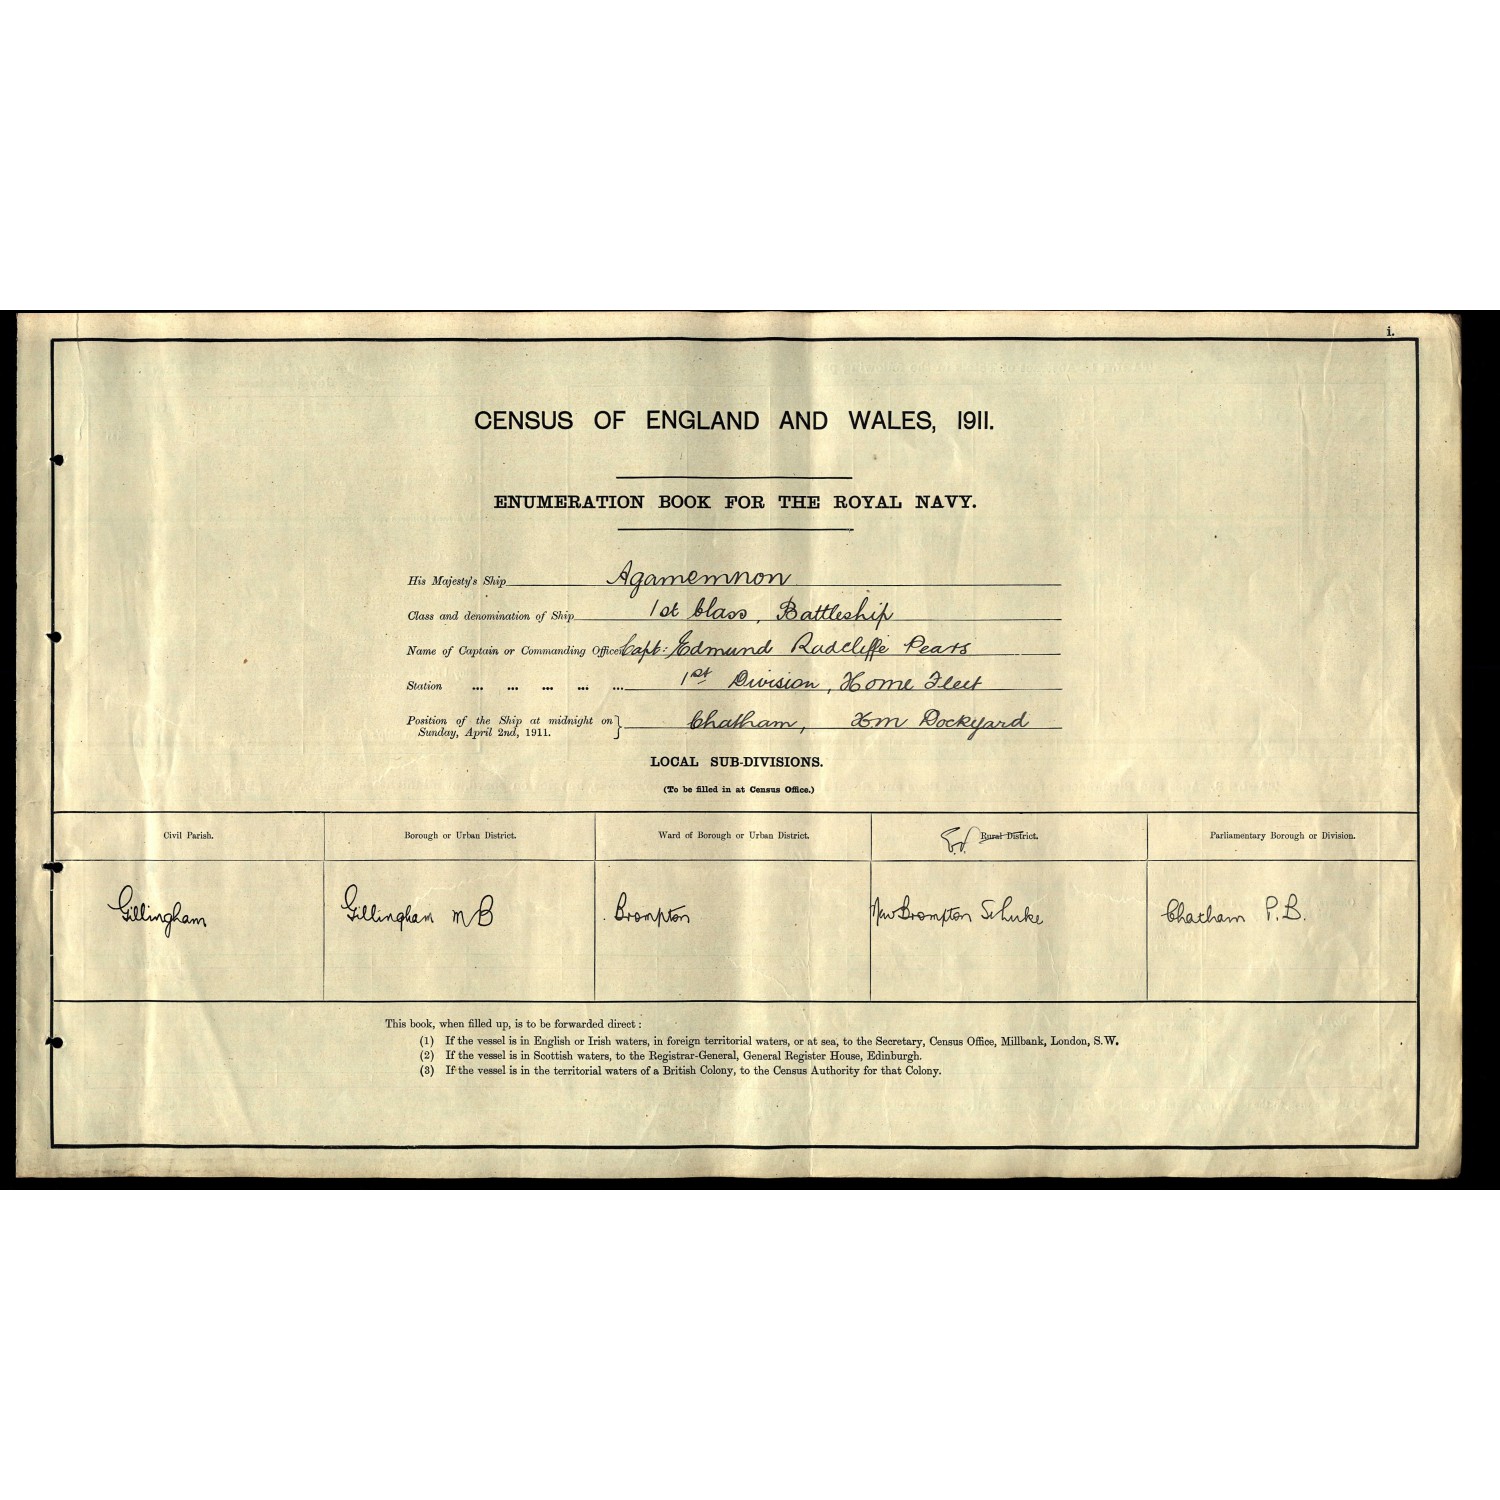 i.
CENSUS OF ENGLAND AND WALES, 1911.
ENUMERATION BOOK FOR THE ROYAL NAVY.
His Majesty's Ship Agamemnon
Class and denomination of Ship 1st Class, Battleship
Name of Captain or Commanding Officer Capt: Edmund Radcliffe Pears
Station ... ... ... ... ... 1st Division, Home Fleet
Position of the Ship at midnight on } Chatham, H.M Dockyard
Sunday, April 2nd, 1911.
LOCAL SUB-DIVISIONS.
(To be filled in at Census Office.)
Civil Parish. Borough or Urban District. Ward of Borough or Urban District. Rural District. Parliamentary Borough or Division.
Gillingham Gillingham MB Brompton New Brompton St Luke Chatham P.B.
This book, when filled up, is to be forwarded direct :
(1) If the vessel is in English or Irish waters, in foreign territorial waters, or at sea, to the Secretary, Census Office, Millbank, London, S.W.
(2) If the vessel is in Scottish waters, to the Registrar-General, General Register House, Edinburgh.
(3) If the vessel is in the territorial waters of a British Colony, to the Census Authority for that Colony.